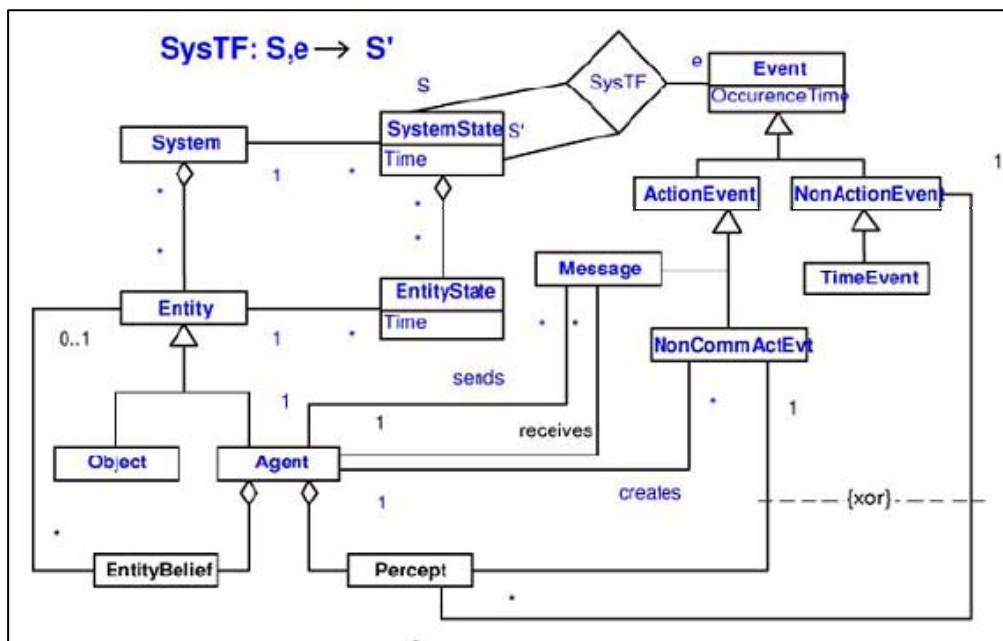 SysTF: S,e → S'
S
SysTF
e
Event
OccurenceTime
System
SystemState
S'
Time
1
*
*
*
*
*
1
ActionEvent
NonActionEvent
Message
TimeEvent
Entity
EntityState
Time
0..1
1
*
*
*
NonCommActEvt
sends
1
1
receives
*
1
Object
Agent
creates
1
{xor}
*
EntityBelief
Percept
*